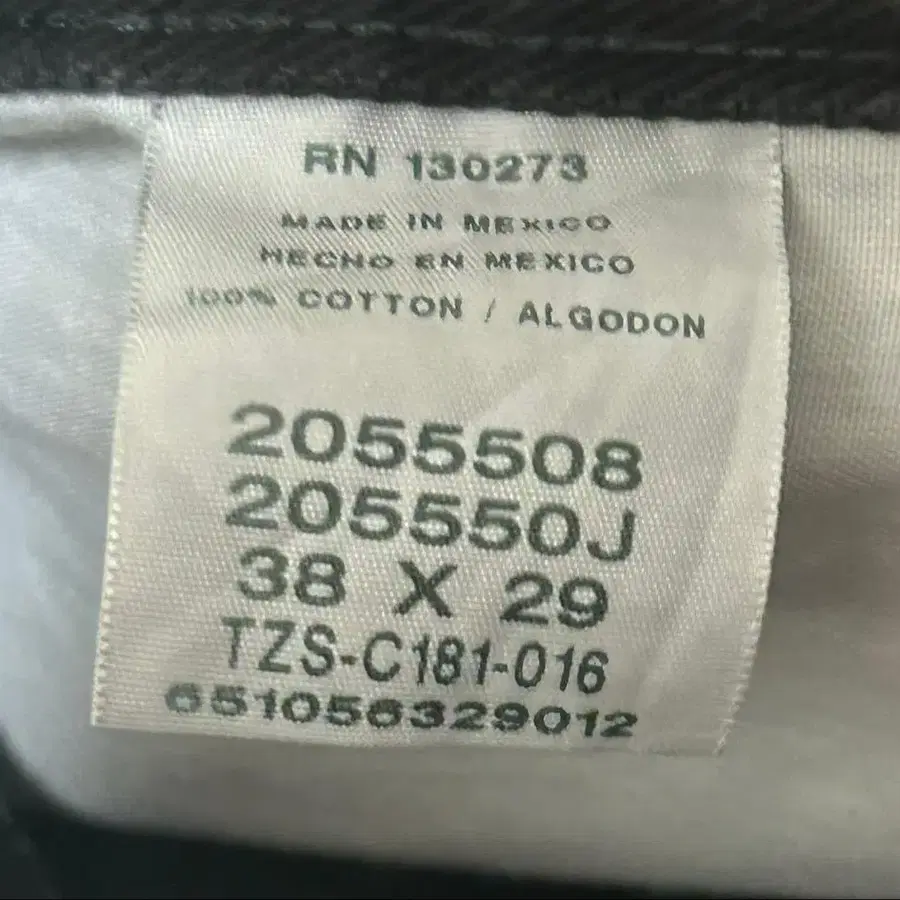 RN 130273
MADE IN MEXICO
HECHO EN MEXICO
100% COTTON / ALGODON
2055508
205550J
38 X 29
TZS-C181-016
651056329012